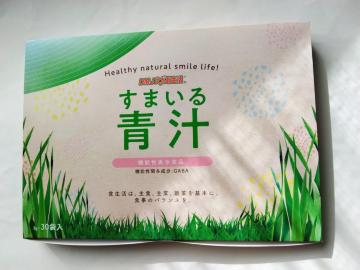 Healthy natural smile life!
すまいる
青汁
機能性表示食品
機能性関与成分:GABA
食生活は、主食、主菜、副菜を基本に、
食事のバランスを。
30袋入